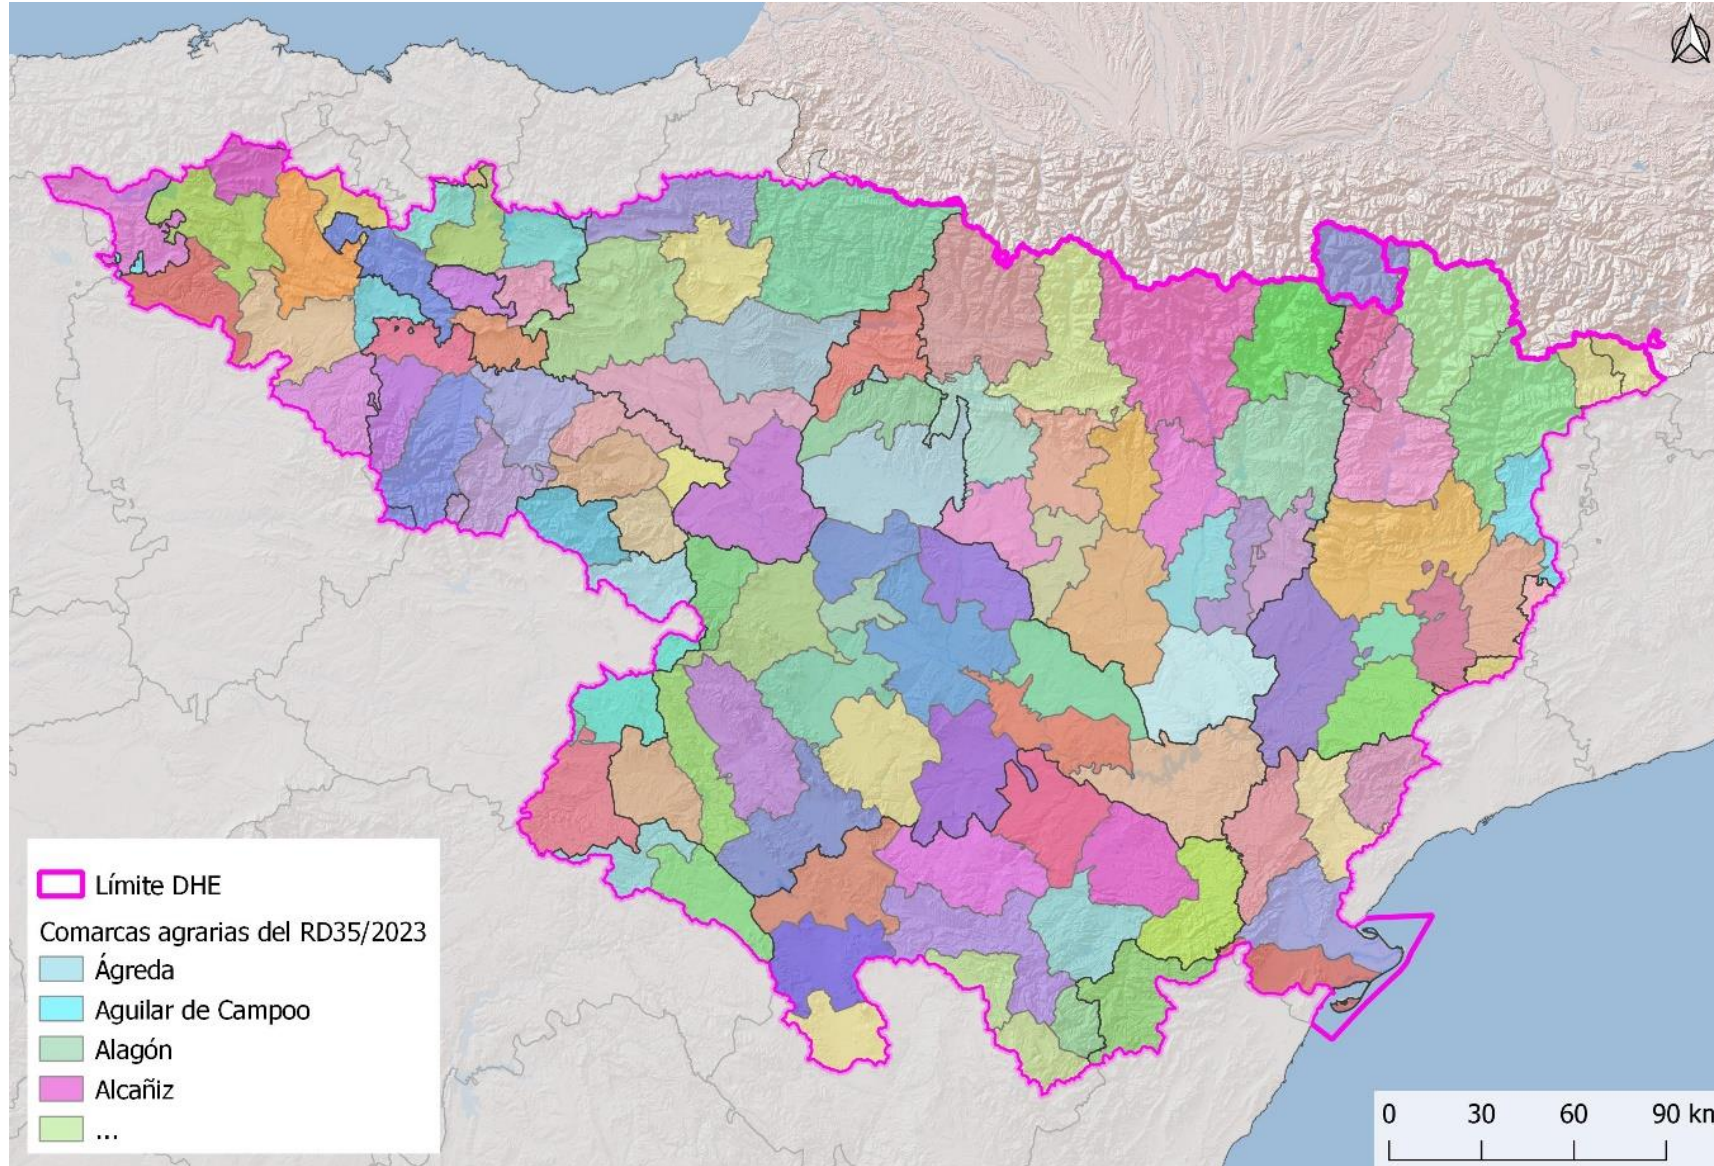 Límite DHE
Comarcas agrarias del RD35/2023
Ágreda
Aguilar de Campoo
Alagón
Alcañiz
...
0 30 60 90 km